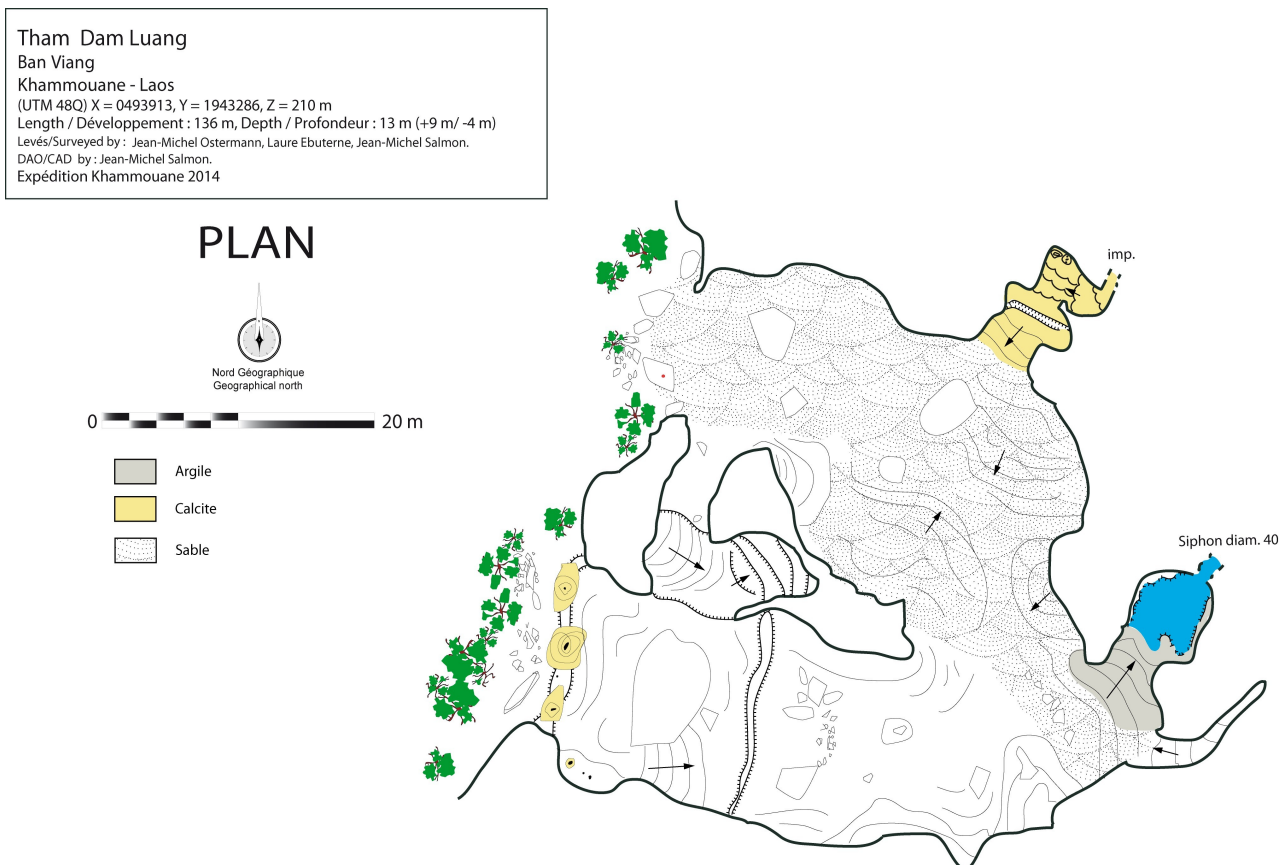 Tham Dam Luang
Ban Viang
Khammouane - Laos
(UTM 48Q) X = 0493913, Y = 1943286, Z = 210 m
Length / Développement : 136 m, Depth / Profondeur : 13 m (+9 m/ -4 m)
Levés/Surveyed by : Jean-Michel Ostermann, Laure Ebuterne, Jean-Michel Salmon.
DAO/CAD by : Jean-Michel Salmon.
Expédition Khammouane 2014
PLAN
imp.
Nord Géographique
Geographical north
0 20 m
Argile
Calcite
Sable
Siphon diam. 40